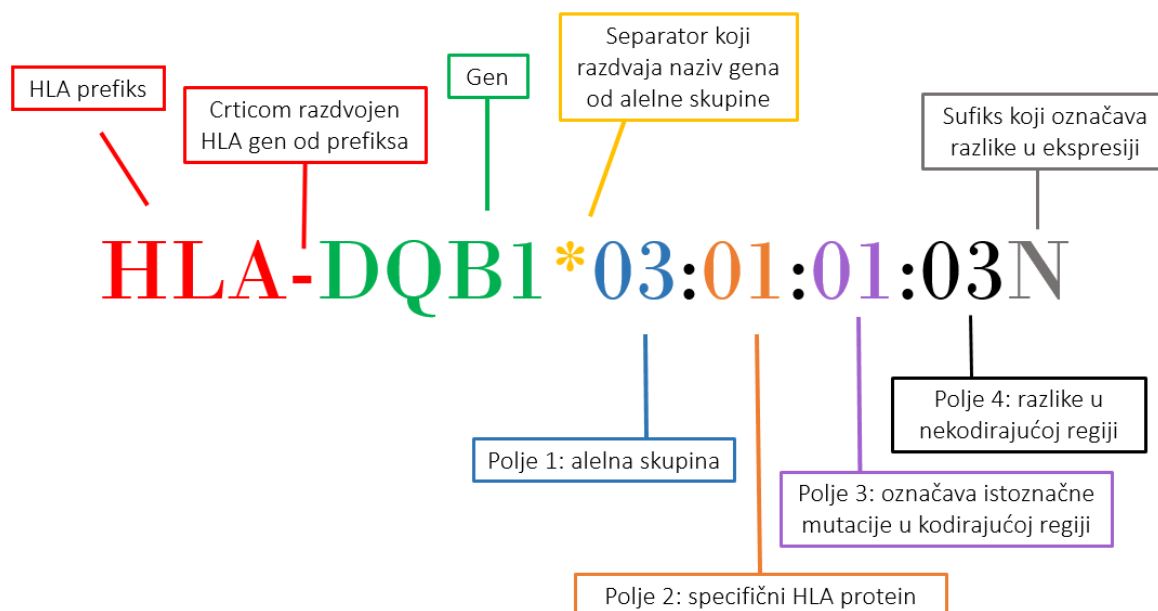 Separator koji
razdvaja naziv gena
od alelne skupine
Gen
HLA prefiks
Crticom razdvojen
HLA gen od prefiksa
Sufiks koji označava
razlike u ekspresiji
HLA-DQB1*03:01:01:03N
Polje 4: razlike u
nekodirajućoj regiji
Polje 1: alelna skupina
Polje 3: označava istoznačne
mutacije u kodirajućoj regiji
Polje 2: specifični HLA protein